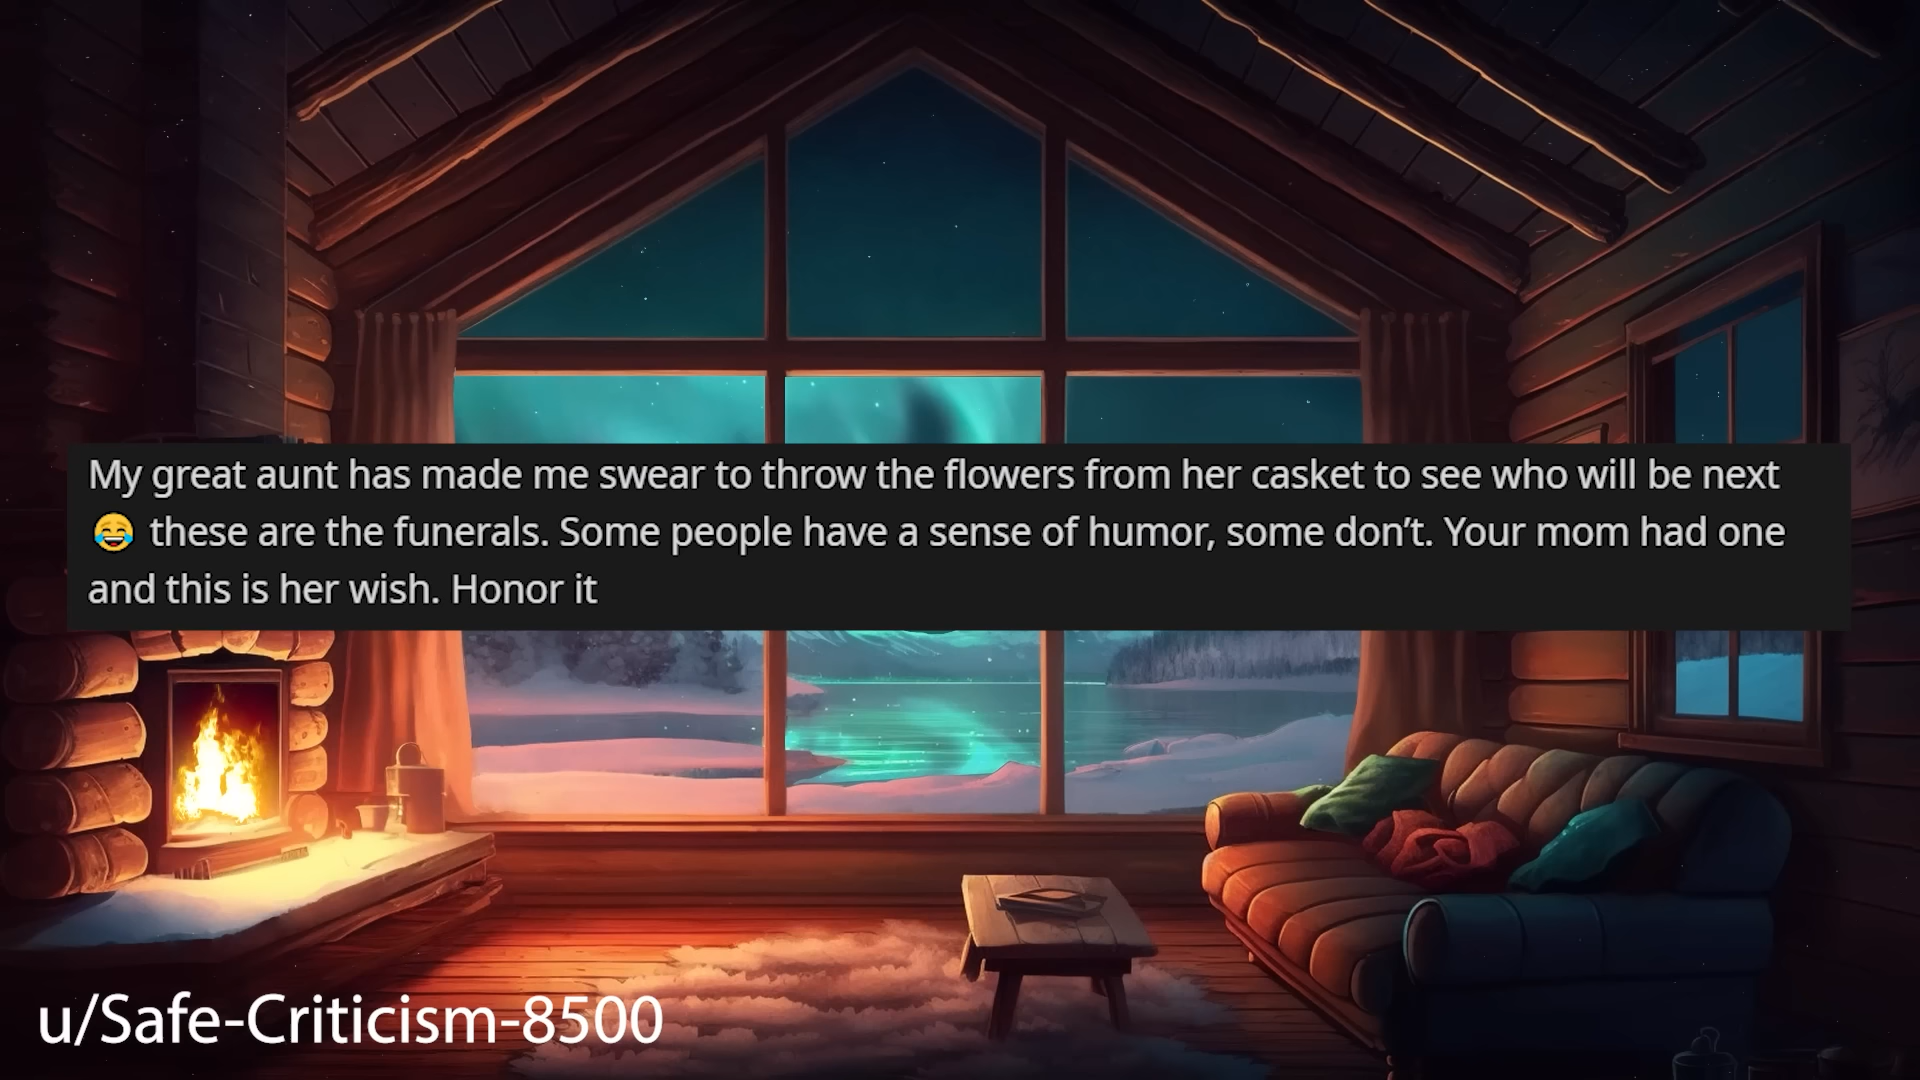 My great aunt has made me swear to throw the flowers from her casket to see who will be next
😂 these are the funerals. Some people have a sense of humor, some don’t. Your mom had one
and this is her wish. Honor it
u/Safe-Criticism-8500